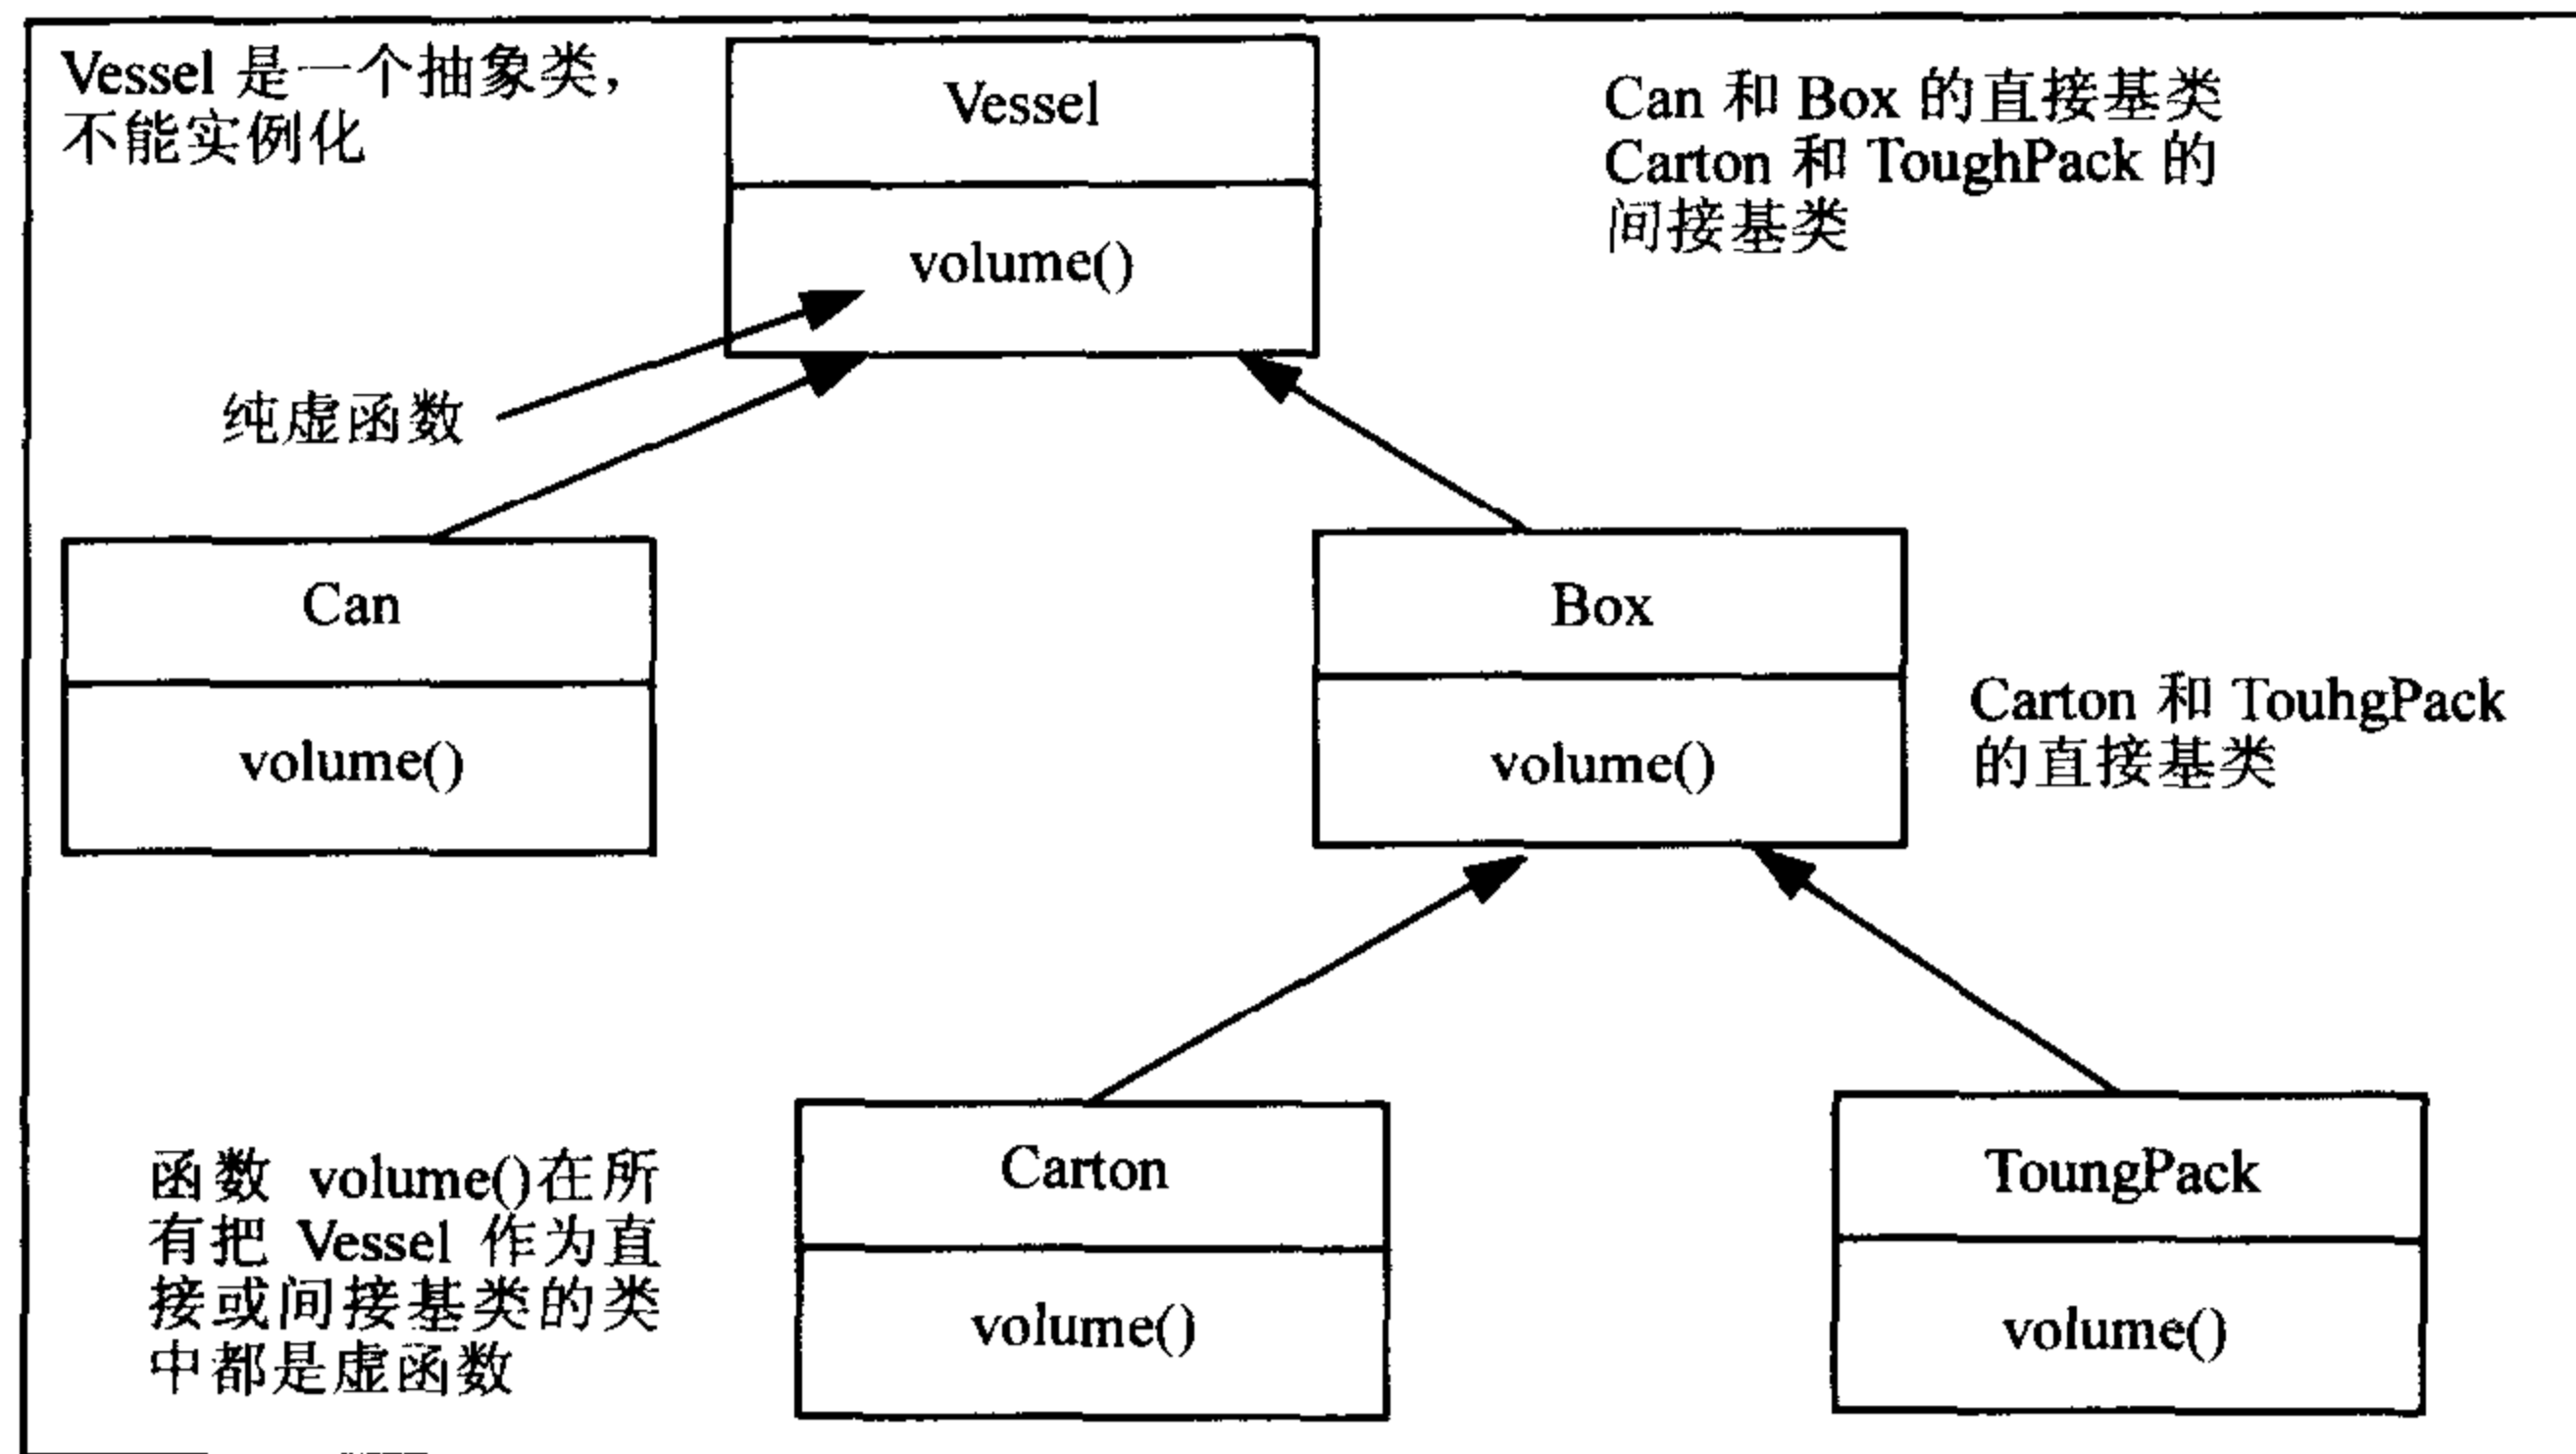 Vessel 是一个抽象类，
不能实例化
Vessel
volume()
Can 和 Box 的直接基类
Carton 和 ToughPack 的
间接基类
纯虚函数
Can
volume()
Box
volume()
Carton 和 TouhgPack
的直接基类
函数 volume()在所
有把 Vessel 作为直
接或间接基类的类
中都是虚函数
Carton
volume()
ToungPack
volume()